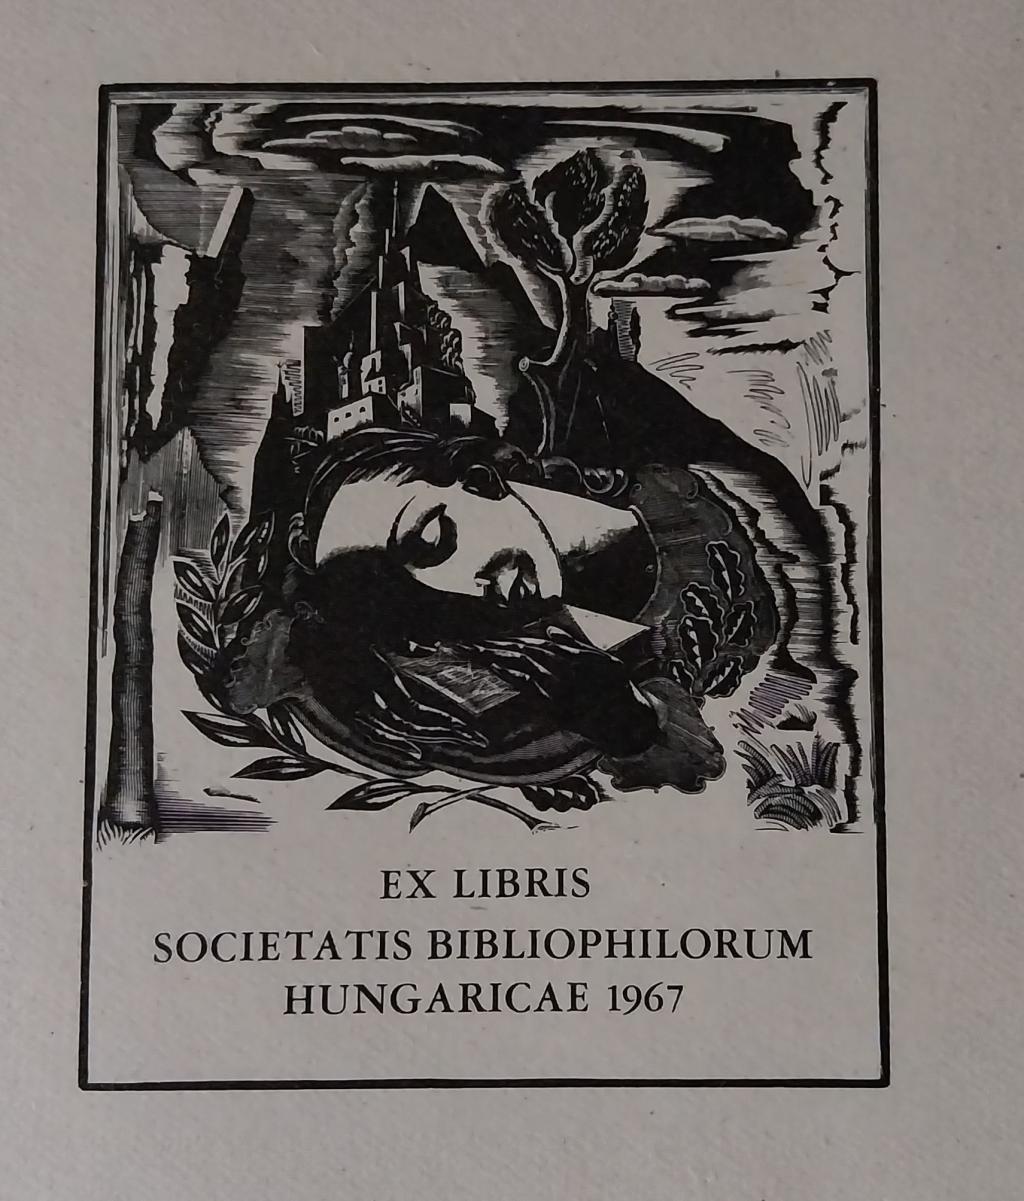 EX LIBRIS
SOCIETATIS BIBLIOPHILORUM
HUNGARICAE 1967